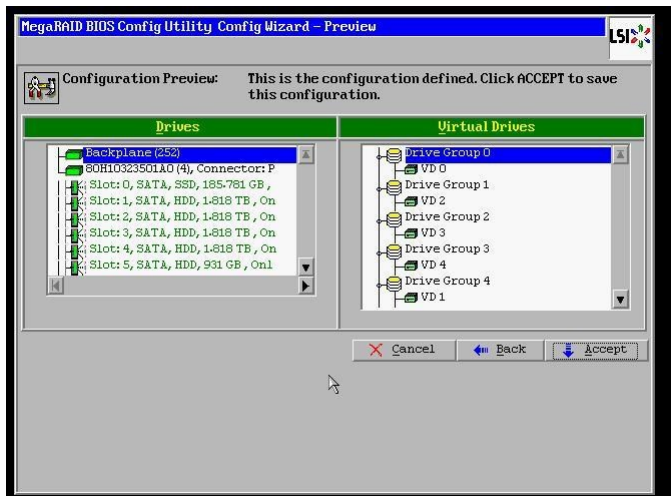 MegaRAID BIOS Config Utility Config Wizard - Preview
LSI
Configuration Preview: This is the configuration defined. Click ACCEPT to save
this configuration.
Drives
Backplane (252)
80H10323501A0 (4), Connector: P
Slot: 0, SATA, SSD, 185.781 GB,
Slot: 1, SATA, HDD, 1.818 TB, On
Slot: 2, SATA, HDD, 1.818 TB, On
Slot: 3, SATA, HDD, 1.818 TB, On
Slot: 4, SATA, HDD, 1.818 TB, On
Slot: 5, SATA, HDD, 931 GB, Onl
Virtual Drives
Drive Group 0
VD 0
Drive Group 1
VD 2
Drive Group 2
VD 3
Drive Group 3
VD 4
Drive Group 4
VD 1
Cancel
Back
Accept